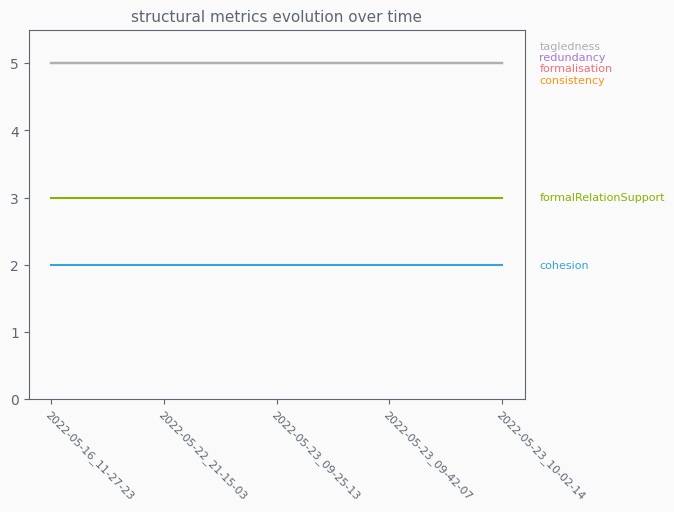 structural metrics evolution over time
tagledness
redundancy
formalisation
consistency
formalRelationSupport
cohesion
5
4
3
2
1
0
2022-05-16_11-27-23
2022-05-22_21-15-03
2022-05-23_09-25-13
2022-05-23_09-42-07
2022-05-23_10-02-14